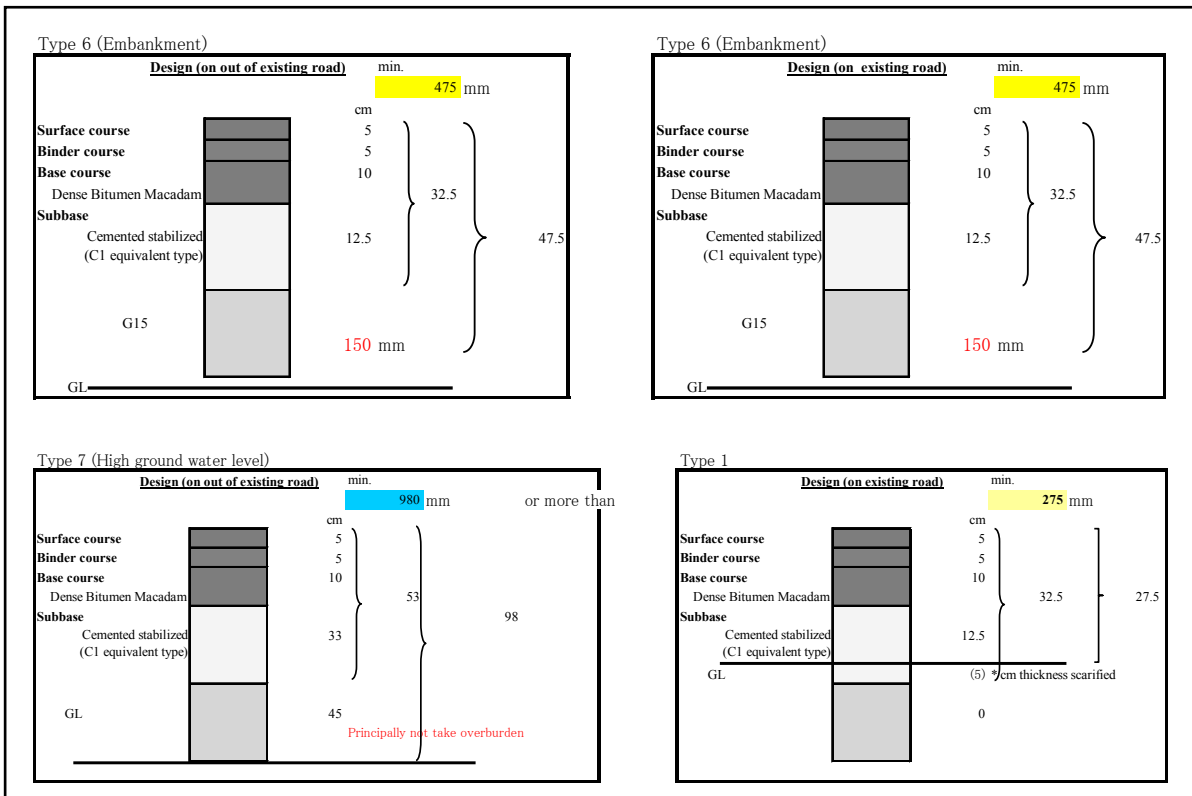 Type 6 (Embankment)
Design (on out of existing road) min.
475 mm
cm
Surface course 5
Binder course 5
Base course 10
Dense Bitumen Macadam 32.5
Subbase
Cemented stabilized 12.5 47.5
(C1 equivalent type)
G15
150 mm
GL
Type 6 (Embankment)
Design (on  existing road) min.
475 mm
cm
Surface course 5
Binder course 5
Base course 10
Dense Bitumen Macadam 32.5
Subbase
Cemented stabilized 12.5 47.5
(C1 equivalent type)
G15
150 mm
GL
Type 7 (High ground water level)
Design (on out of existing road) min.
980 mm or more than
cm
Surface course 5
Binder course 5
Base course 10
Dense Bitumen Macadam 53
Subbase 98
Cemented stabilized 33
(C1 equivalent type)
GL 45
Principally not take overburden
Type 1
Design (on existing road) min.
275 mm
cm
Surface course 5
Binder course 5
Base course 10
Dense Bitumen Macadam 32.5 27.5
Subbase
Cemented stabilized 12.5
(C1 equivalent type)
GL (5) *cm thickness scarified
0